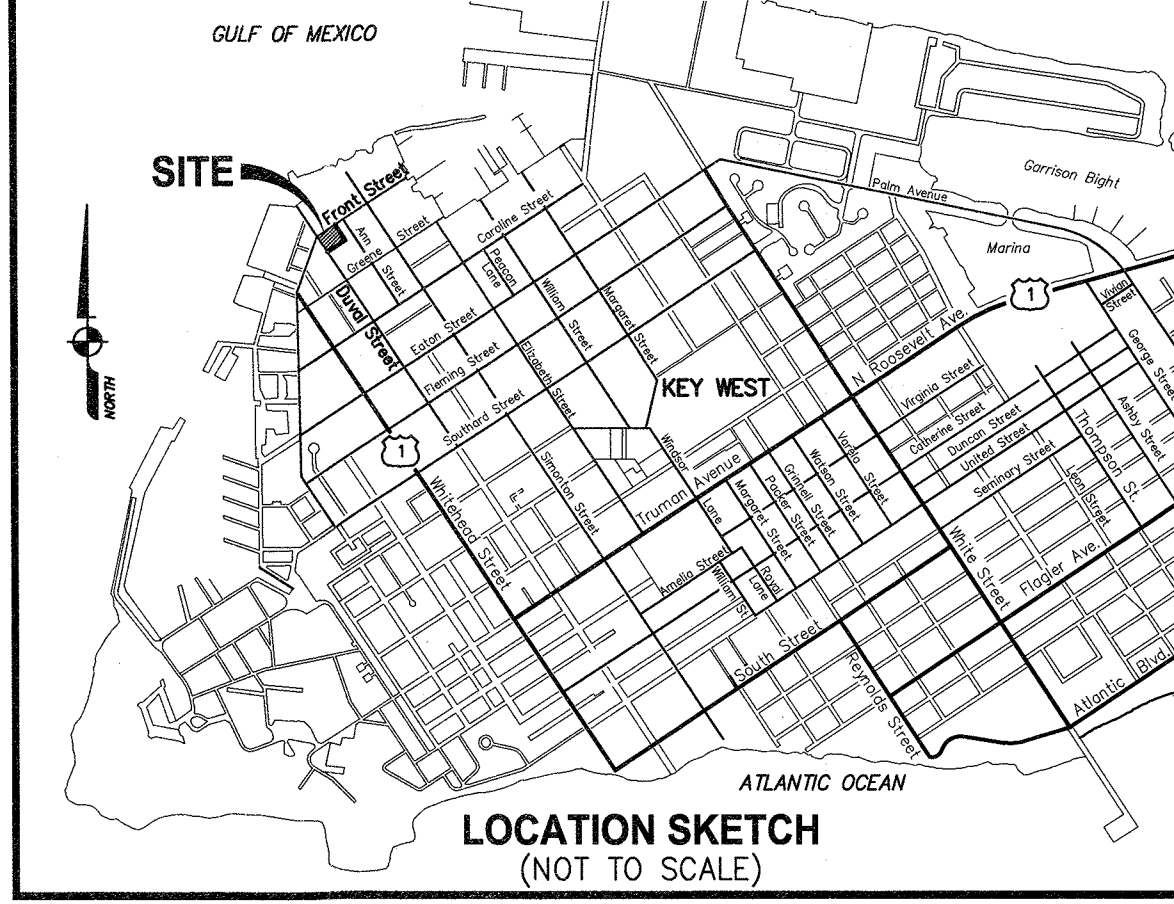 GULF OF MEXICO
SITE
Front Street
Garrison Bight
Palm Avenue
Ann
Street
Greene Street
Caroline Street
Peacon
Lane
Marina
NORTH
Duval Street
Eaton Street
William
Street
Margaret
Street
1
Vivian
Street
N Roosevelt Ave.
George Street
Fleming Street
Elizabeth Street
KEY WEST
Virginia Street
Southard Street
Catherine Street
Duncan Street
United Street
Seminary Street
Thompson St.
Ashby Street
Leon Street
1
Whitehead Street
Simonton Street
Windsor
Lane
Truman Avenue
Varela
Street
Watson Street
Grinnell Street
Packer Street
Margaret Street
Amelia Street
William St.
Royal
Lane
White Street
Flagler Ave.
South Street
Reynolds Street
Atlantic Blvd.
ATLANTIC OCEAN
LOCATION SKETCH
(NOT TO SCALE)